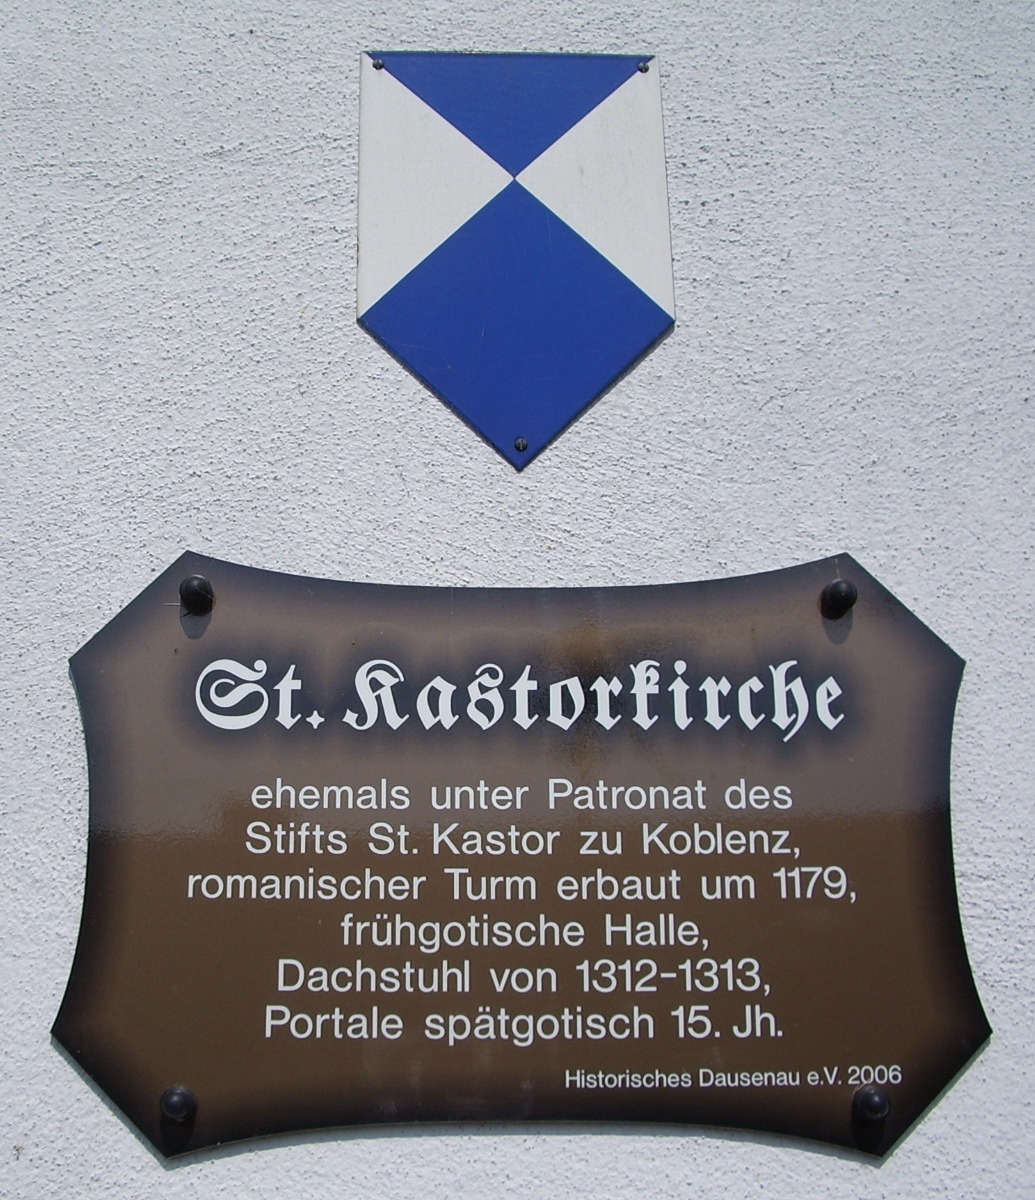 St. Kastorkirche
ehemals unter Patronat des
Stifts St. Kastor zu Koblenz,
romanischer Turm erbaut um 1179,
frühgotische Halle,
Dachstuhl von 1312-1313,
Portale spätgotisch 15. Jh.
Historisches Dausenau e.V. 2006